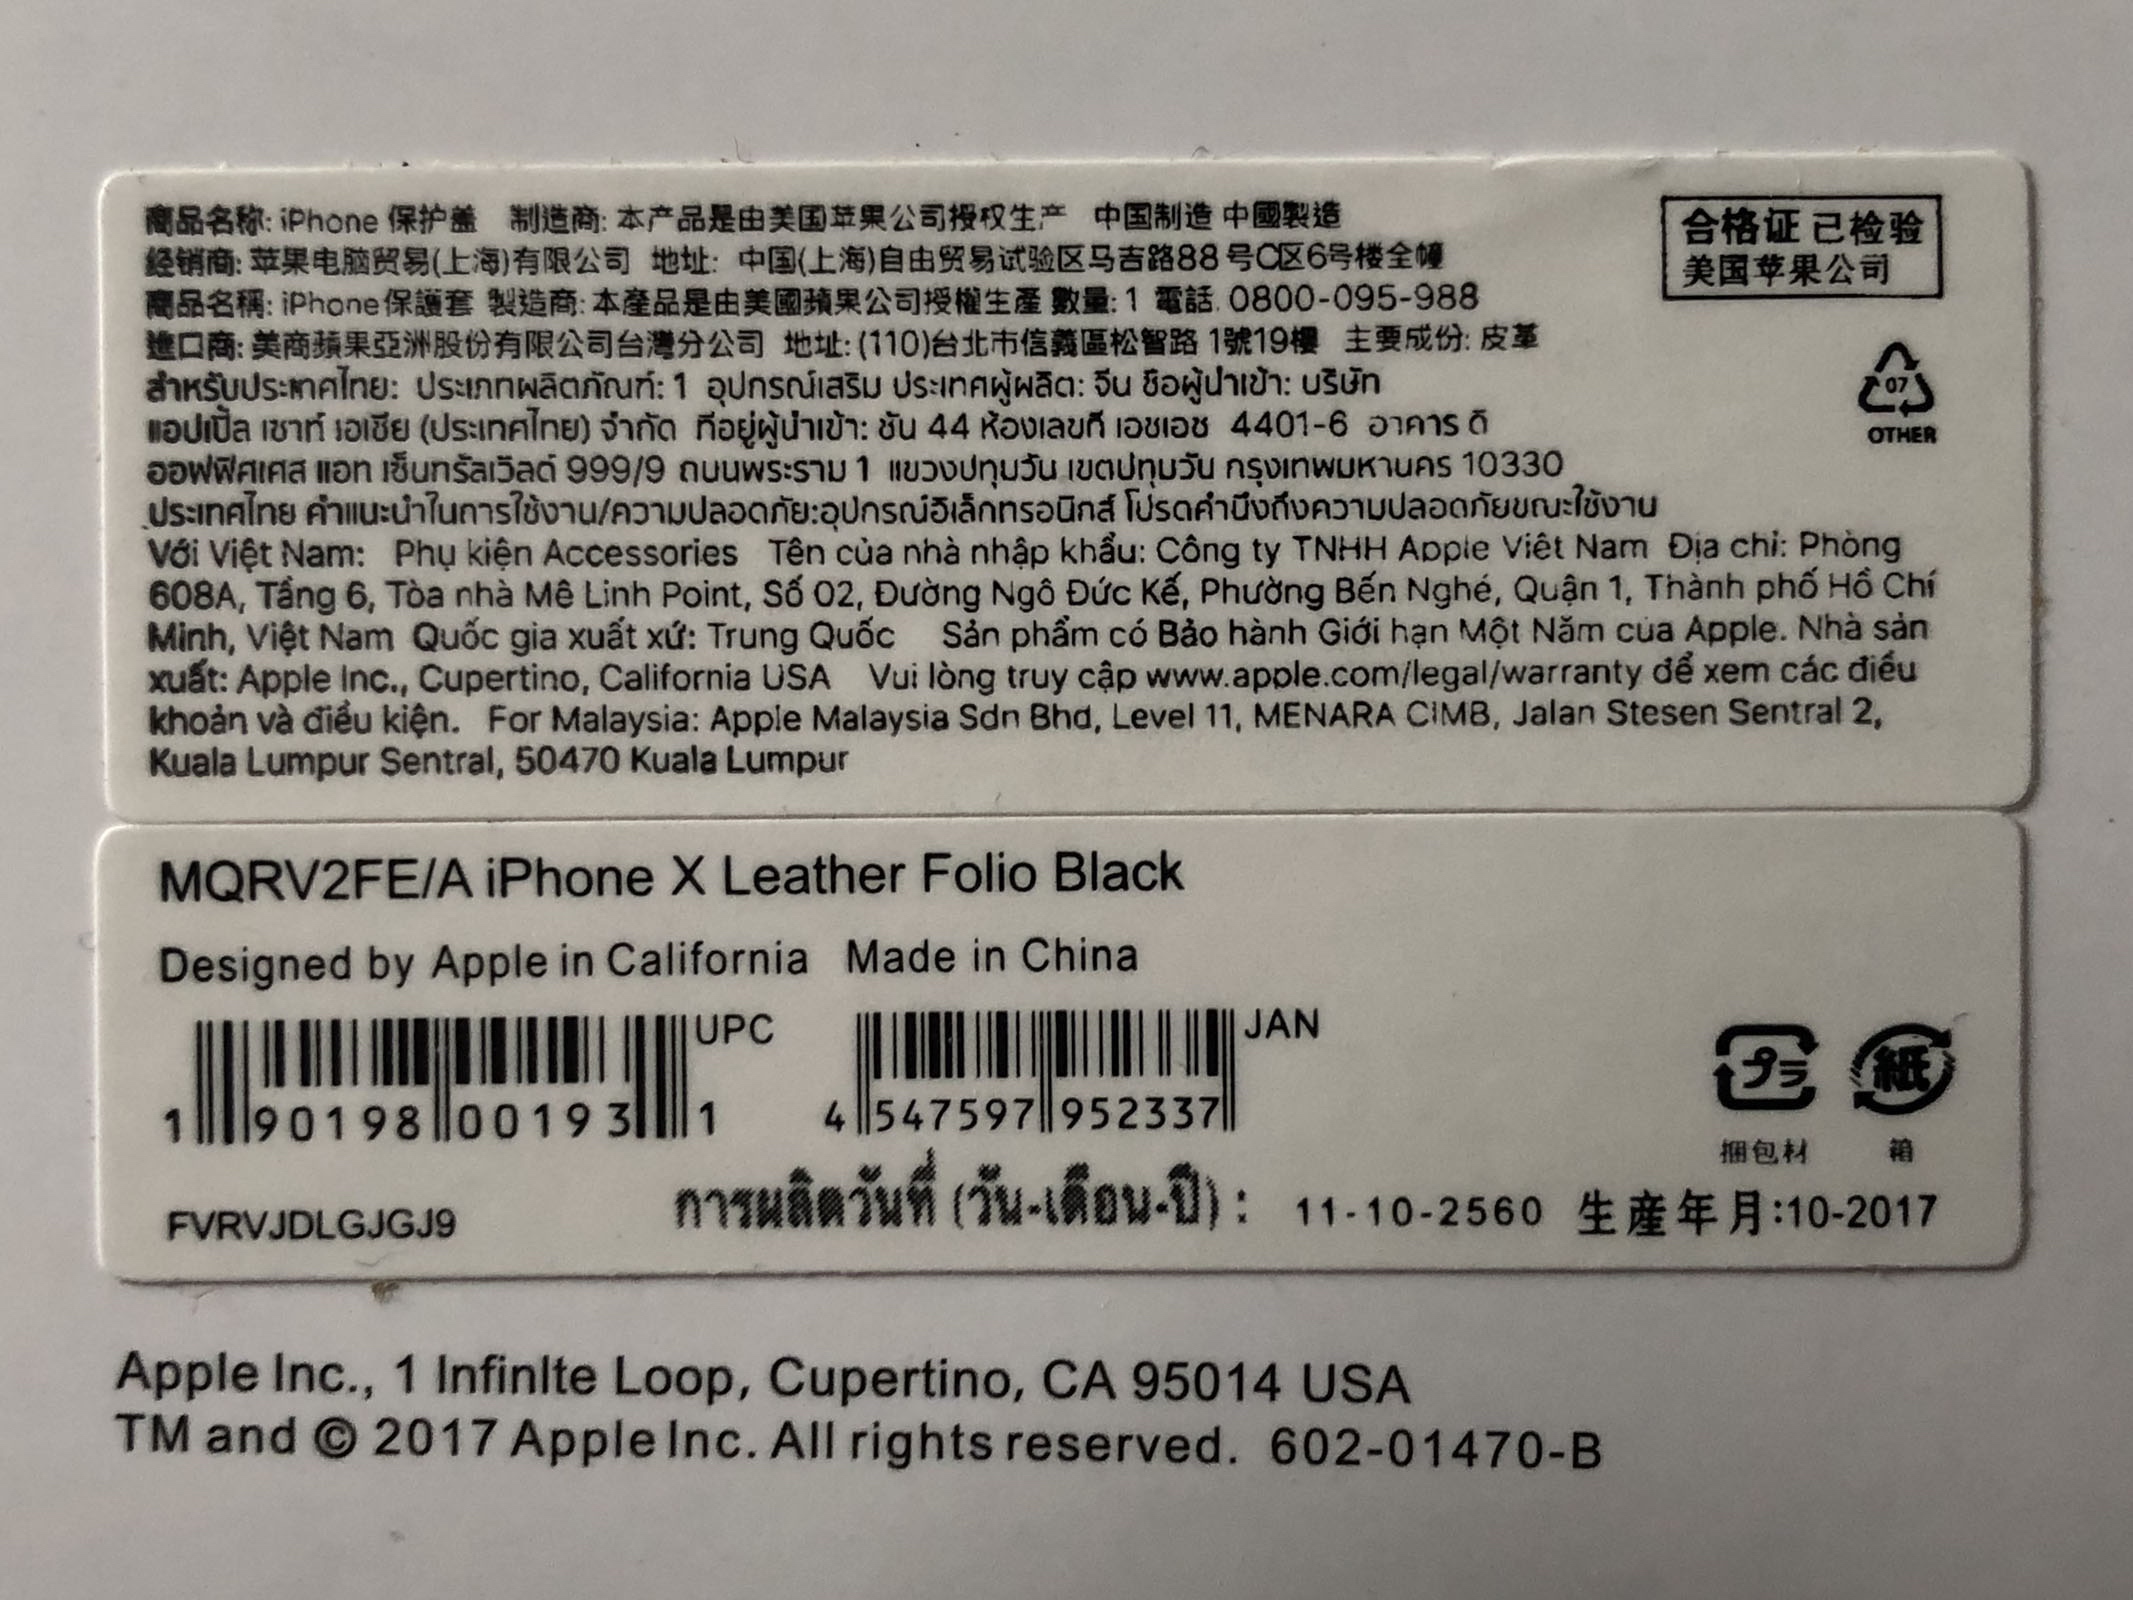 商品名称: iPhone 保护盖 制造商: 本产品是由美国苹果公司授权生产 中国制造 中國製造
经销商: 苹果电脑贸易(上海)有限公司 地址: 中国(上海)自由贸易试验区马吉路88号C区6号楼全幢
商品名稱: iPhone保護套 製造商: 本產品是由美國蘋果公司授權生產 數量: 1 電話. 0800-095-988
進口商: 美商蘋果亞洲股份有限公司台灣分公司 地址: (110)台北市信義區松智路 1號19樓 主要成份: 皮革
สำหรับประเทศไทย: ประเภทผลิตภัณฑ์: 1 อุปกรณ์เสริม ประเทศผู้ผลิต: จีน ชื่อผู้นำเข้า: บริษัท
แอปเปิ้ล เซาท์ เอเชีย (ประเทศไทย) จำกัด ที่อยู่ผู้นำเข้า: ชั้น 44 ห้องเลขที่ เอชเอช 4401-6 อาคาร ดิ
ออฟฟิศเศส แอท เซ็นทรัลเวิลด์ 999/9 ถนนพระราม 1 แขวงปทุมวัน เขตปทุมวัน กรุงเทพมหานคร 10330
ประเทศไทย คำแนะนำในการใช้งาน/ความปลอดภัย:อุปกรณ์อิเล็กทรอนิกส์ โปรดคำนึงถึงความปลอดภัยขณะใช้งาน
Với Việt Nam: Phụ kiện Accessories Tên của nhà nhập khẩu: Công ty TNHH Apple Việt Nam Địa chỉ: Phòng
608A, Tầng 6, Tòa nhà Mê Linh Point, Số 02, Đường Ngô Đức Kế, Phường Bến Nghé, Quận 1, Thành phố Hồ Chí
Minh, Việt Nam Quốc gia xuất xứ: Trung Quốc Sản phẩm có Bảo hành Giới hạn Một Năm của Apple. Nhà sản
xuất: Apple Inc., Cupertino, California USA Vui lòng truy cập www.apple.com/legal/warranty để xem các điều
khoản và điều kiện. For Malaysia: Apple Malaysia Sdn Bhd, Level 11, MENARA CIMB, Jalan Stesen Sentral 2,
Kuala Lumpur Sentral, 50470 Kuala Lumpur
合格证 已检验
美国苹果公司
07
OTHER
MQRV2FE/A iPhone X Leather Folio Black
Designed by Apple in California Made in China
UPC
1 90198 00193 1
JAN
4 547597 952337
プラ
紙
捆包材
箱
FVRVJDLGJGJ9
การผลิตวันที่ (วัน-เดือน-ปี) : 11-10-2560 生産年月:10-2017
Apple Inc., 1 InfinIte Loop, Cupertino, CA 95014 USA
TM and © 2017 Apple Inc. All rights reserved. 602-01470-B